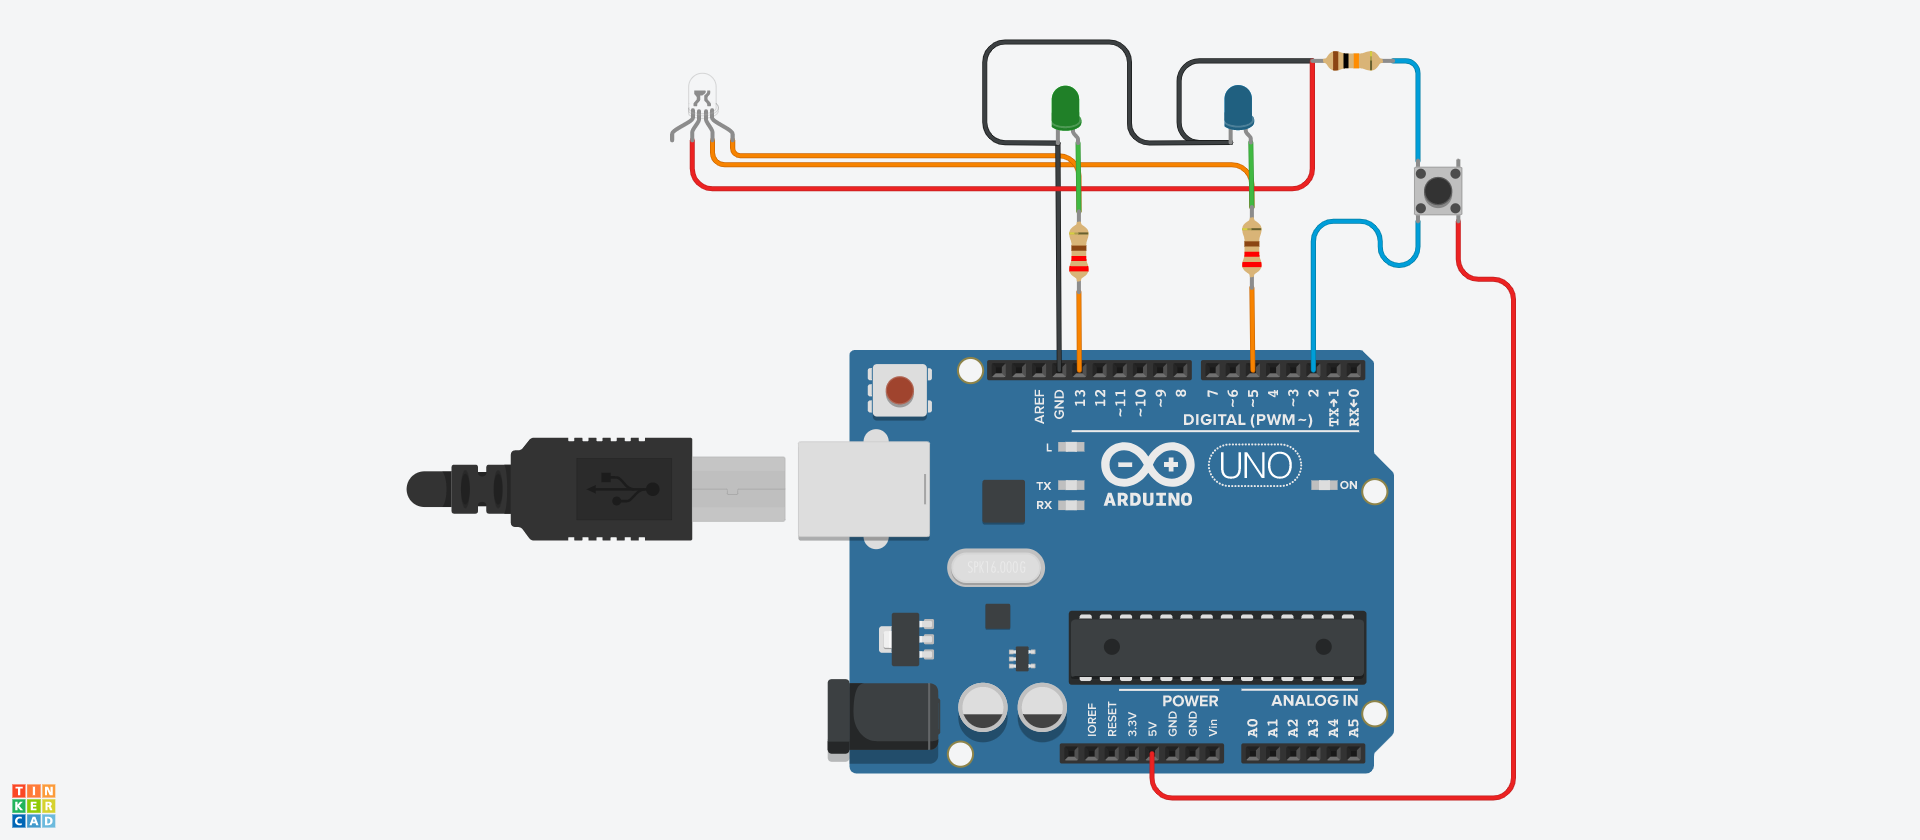 AREF
GND
13
12
~11
~10
~9
8
7
~6
~5
4
~3
2
TX→1
RX←0
DIGITAL (PWM~)
L
TX
RX
ARDUINO
UNO
ON
SPK16.000G
POWER
ANALOG IN
IOREF
RESET
3.3V
5V
GND
GND
Vin
A0
A1
A2
A3
A4
A5
TIN
KER
CAD